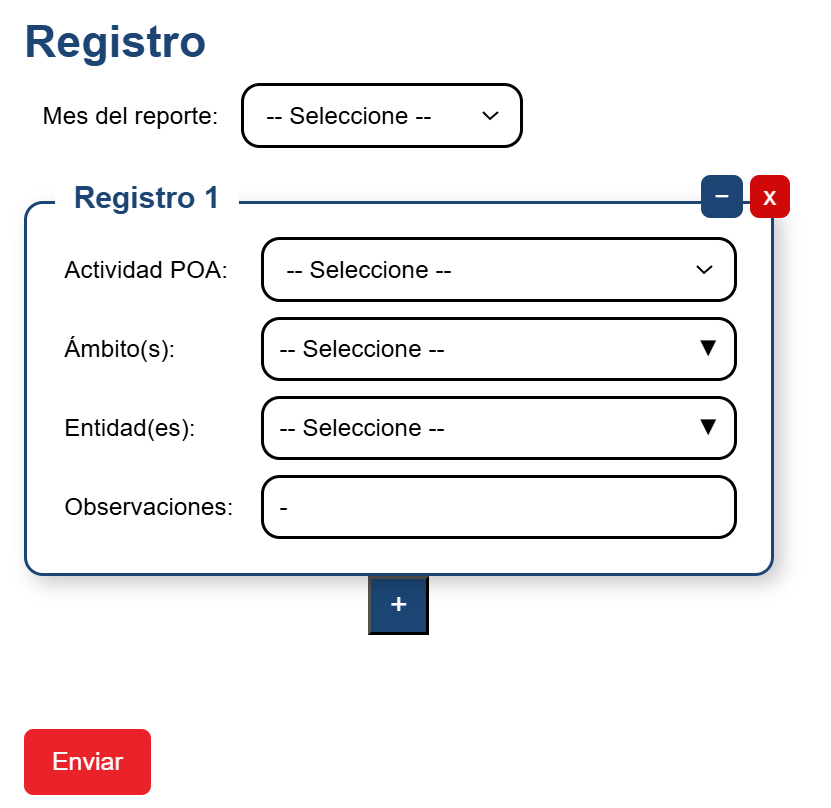 Registro
Mes del reporte: -- Seleccione --
Registro 1 − x
Actividad POA: -- Seleccione --
Ámbito(s): -- Seleccione -- ▼
Entidad(es): -- Seleccione -- ▼
Observaciones: -
+
Enviar